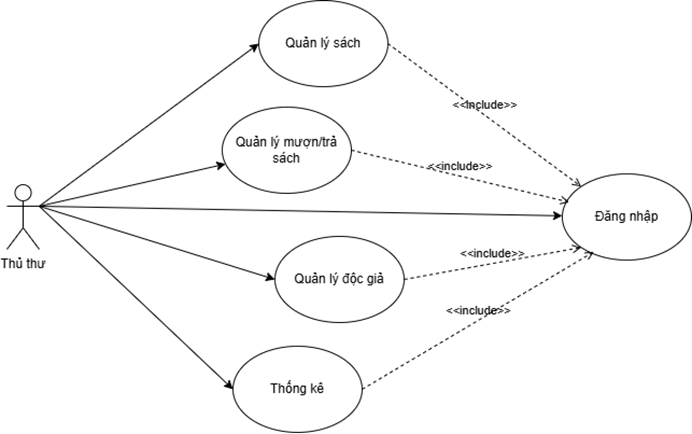 Quản lý sách
<<include>>
Quản lý mượn/trả
sách
<<include>>
Đăng nhập
Thủ thư
<<include>>
Quản lý độc giả
<<include>>
Thống kê